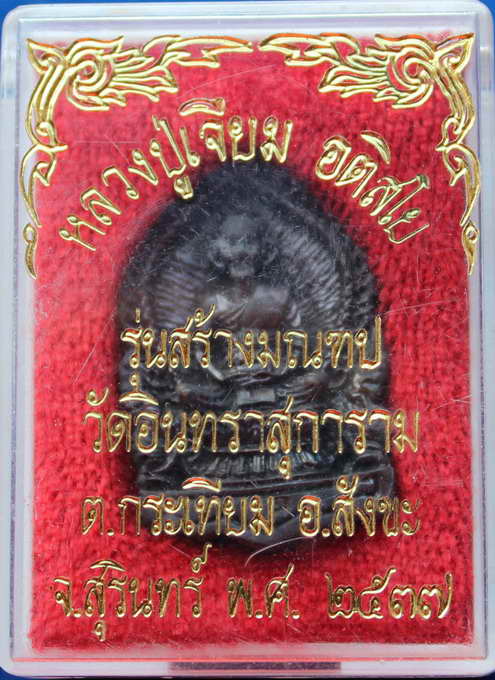 หลวงปู่เจียม อติสโย
รุ่นสร้างมณฑป
วัดอินทราสุการาม
ต.กระเทียม อ.สังขะ
จ.สุรินทร์ พ.ศ. ๒๕๓๗